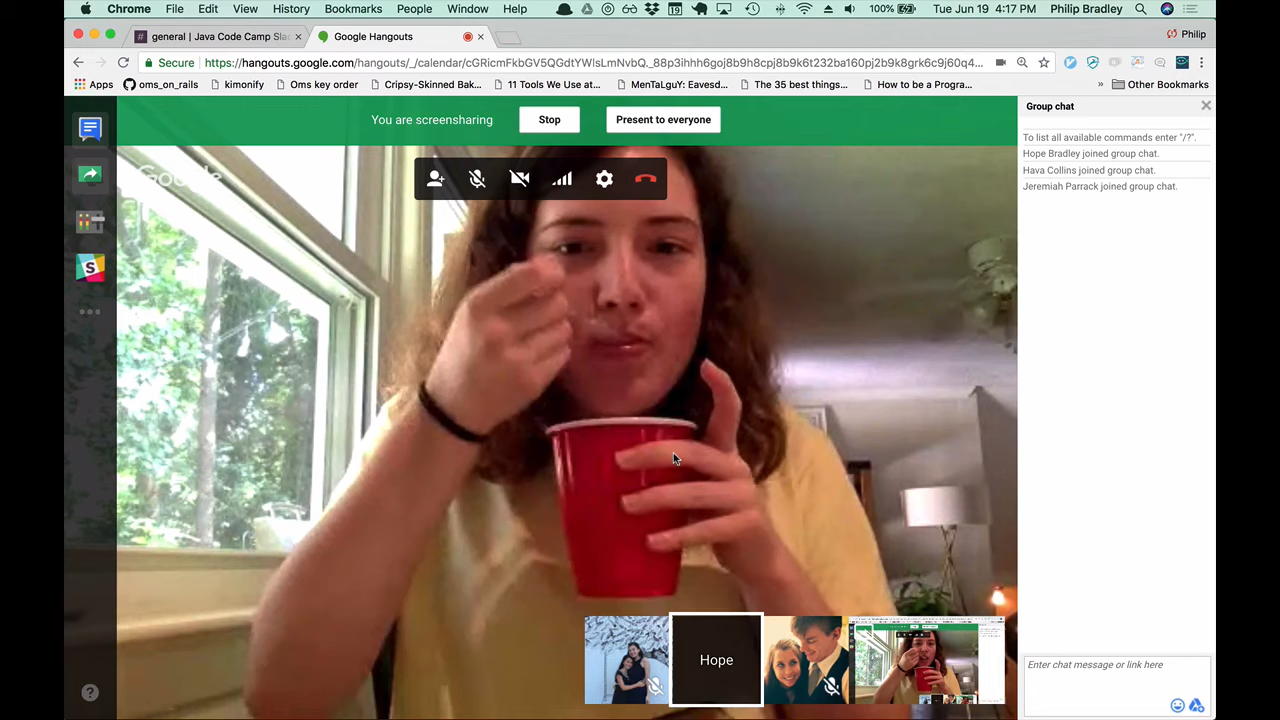 Chrome File Edit View History Bookmarks People Window Help 19 100% Tue Jun 19 4:17 PM Philip Bradley
# general | Java Code Camp Slac × Google Hangouts × Philip
Secure https://hangouts.google.com/hangouts/_/calendar/
Apps oms_on_rails kimonify Oms key order Cripsy-Skinned Bak... 11 Tools We Use at... MenTaLguY: Eavesd... The 35 best things... How to be a Progra... » Other Bookmarks
You are screensharing Stop Present to everyone
Group chat
To list all available commands enter "/?".
Hope Bradley joined group chat.
Hava Collins joined group chat.
Jeremiah Parrack joined group chat.
Google
S
Hope
Enter chat message or link here
?